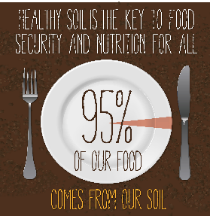 HEALTHY SOIL IS THE KEY TO FOOD
SECURITY AND NUTRITION FOR ALL
95%
OF OUR FOOD
COMES FROM OUR SOIL